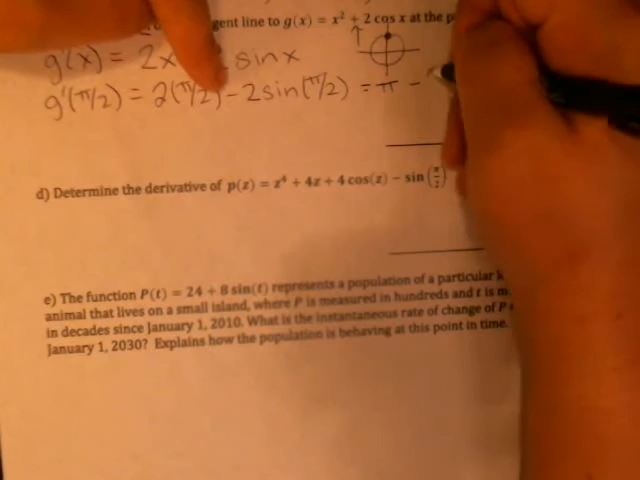 gent line to g(x) = x² + 2 cos x at the p
g'(x) = 2x sinx
g'(π/2) = 2(π/2) - 2sin(π/2) = π -
d) Determine the derivative of p(z) = z⁴ + 4z + 4 cos(z) − sin
e) The function P(t) = 24 + 8 sin(t) represents a population of a particular
animal that lives on a small island, where P is measured in hundreds and t is m
in decades since January 1, 2010. What is the instantaneous rate of change of P
January 1, 2030? Explains how the population is behaving at this point in time.